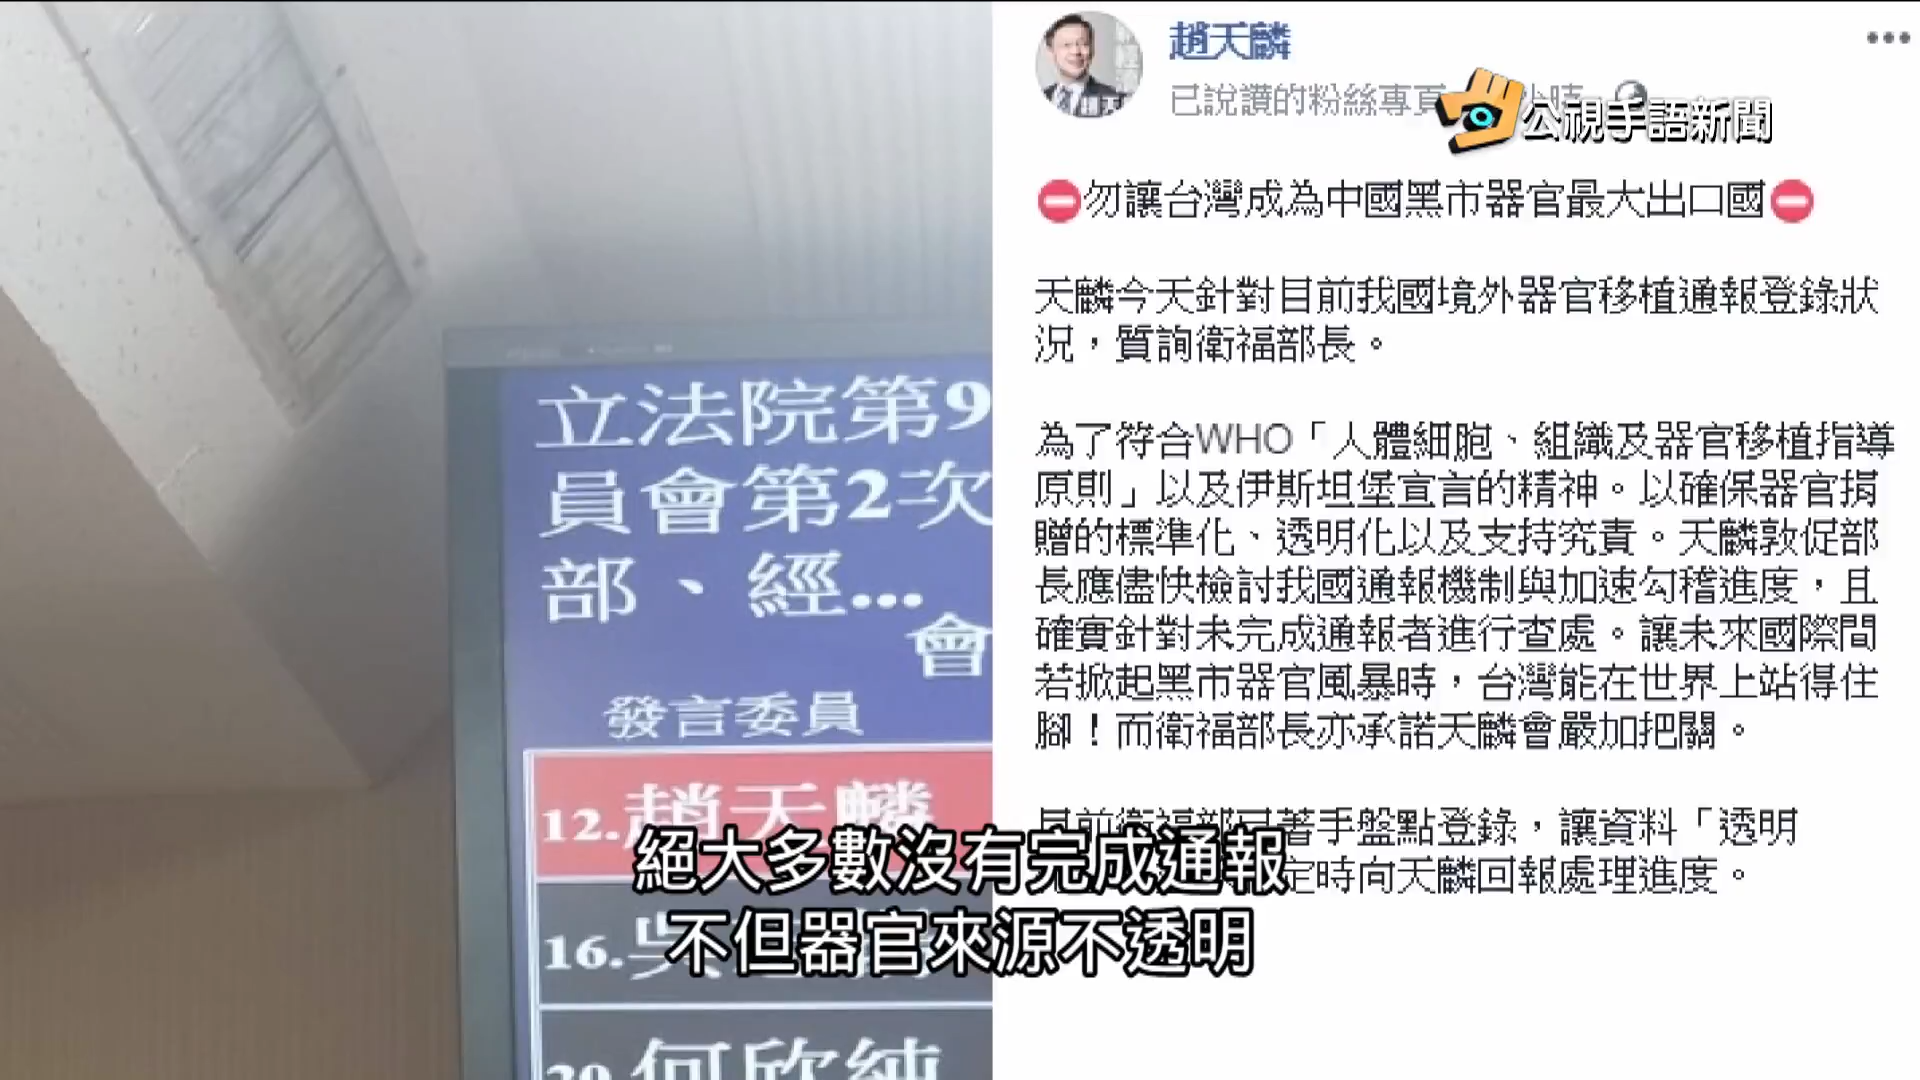 立法院第9
員會第2次
部、經...
會
發言委員
12.趙天麟
16.吳
20.何欣純
趙天麟
已說讚的粉絲專頁
公視手語新聞
⛔勿讓台灣成為中國黑市器官最大出口國⛔
天麟今天針對目前我國境外器官移植通報登錄狀
況，質詢衛福部長。
為了符合WHO「人體細胞、組織及器官移植指導
原則」以及伊斯坦堡宣言的精神。以確保器官捐
贈的標準化、透明化以及支持究責。天麟敦促部
長應儘快檢討我國通報機制與加速勾稽進度，且
確實針對未完成通報者進行查處。讓未來國際間
若掀起黑市器官風暴時，台灣能在世界上站得住
腳！而衛福部長亦承諾天麟會嚴加把關。
目前衛福部已著手盤點登錄，讓資料「透明
定時向天麟回報處理進度。
絕大多數沒有完成通報
不但器官來源不透明